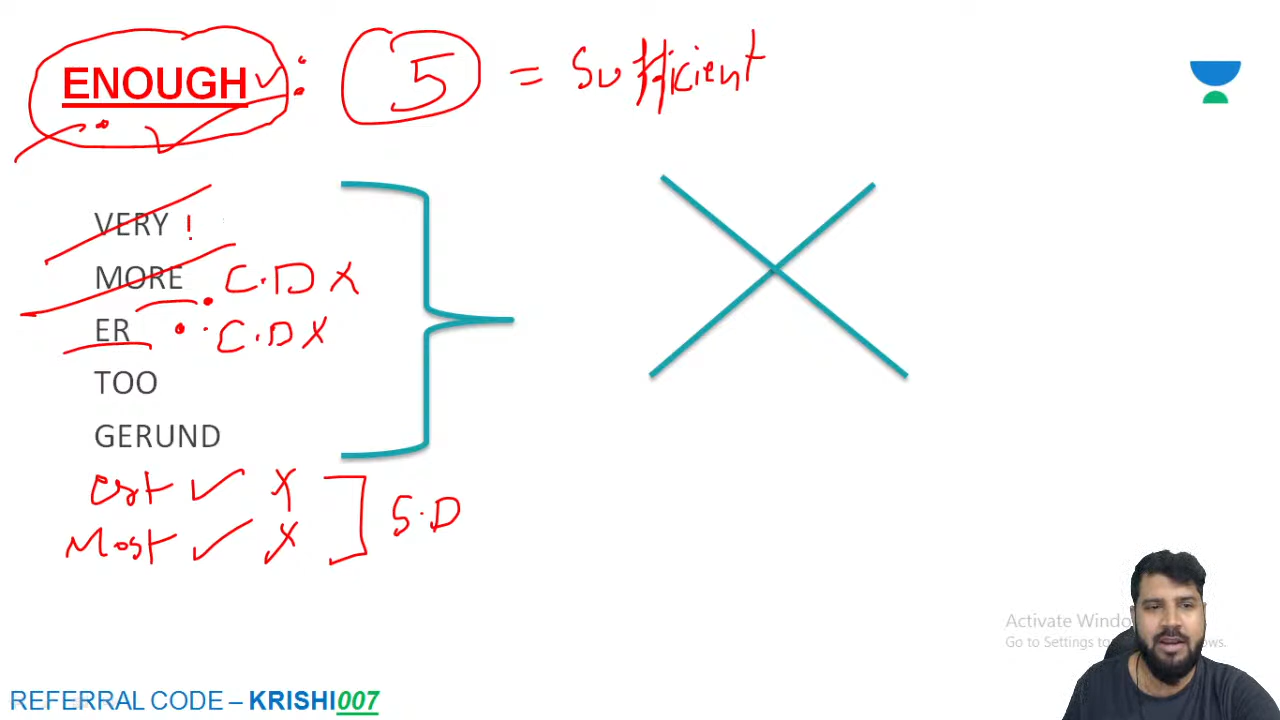 ENOUGH : 5 = Sufficient
VERY !
MORE C.D X
ER C.D X
TOO
GERUND
est ✓ X
Most ✓ X S.D
Activate Windo
Go to Settings to ws.
REFERRAL CODE – KRISHI007